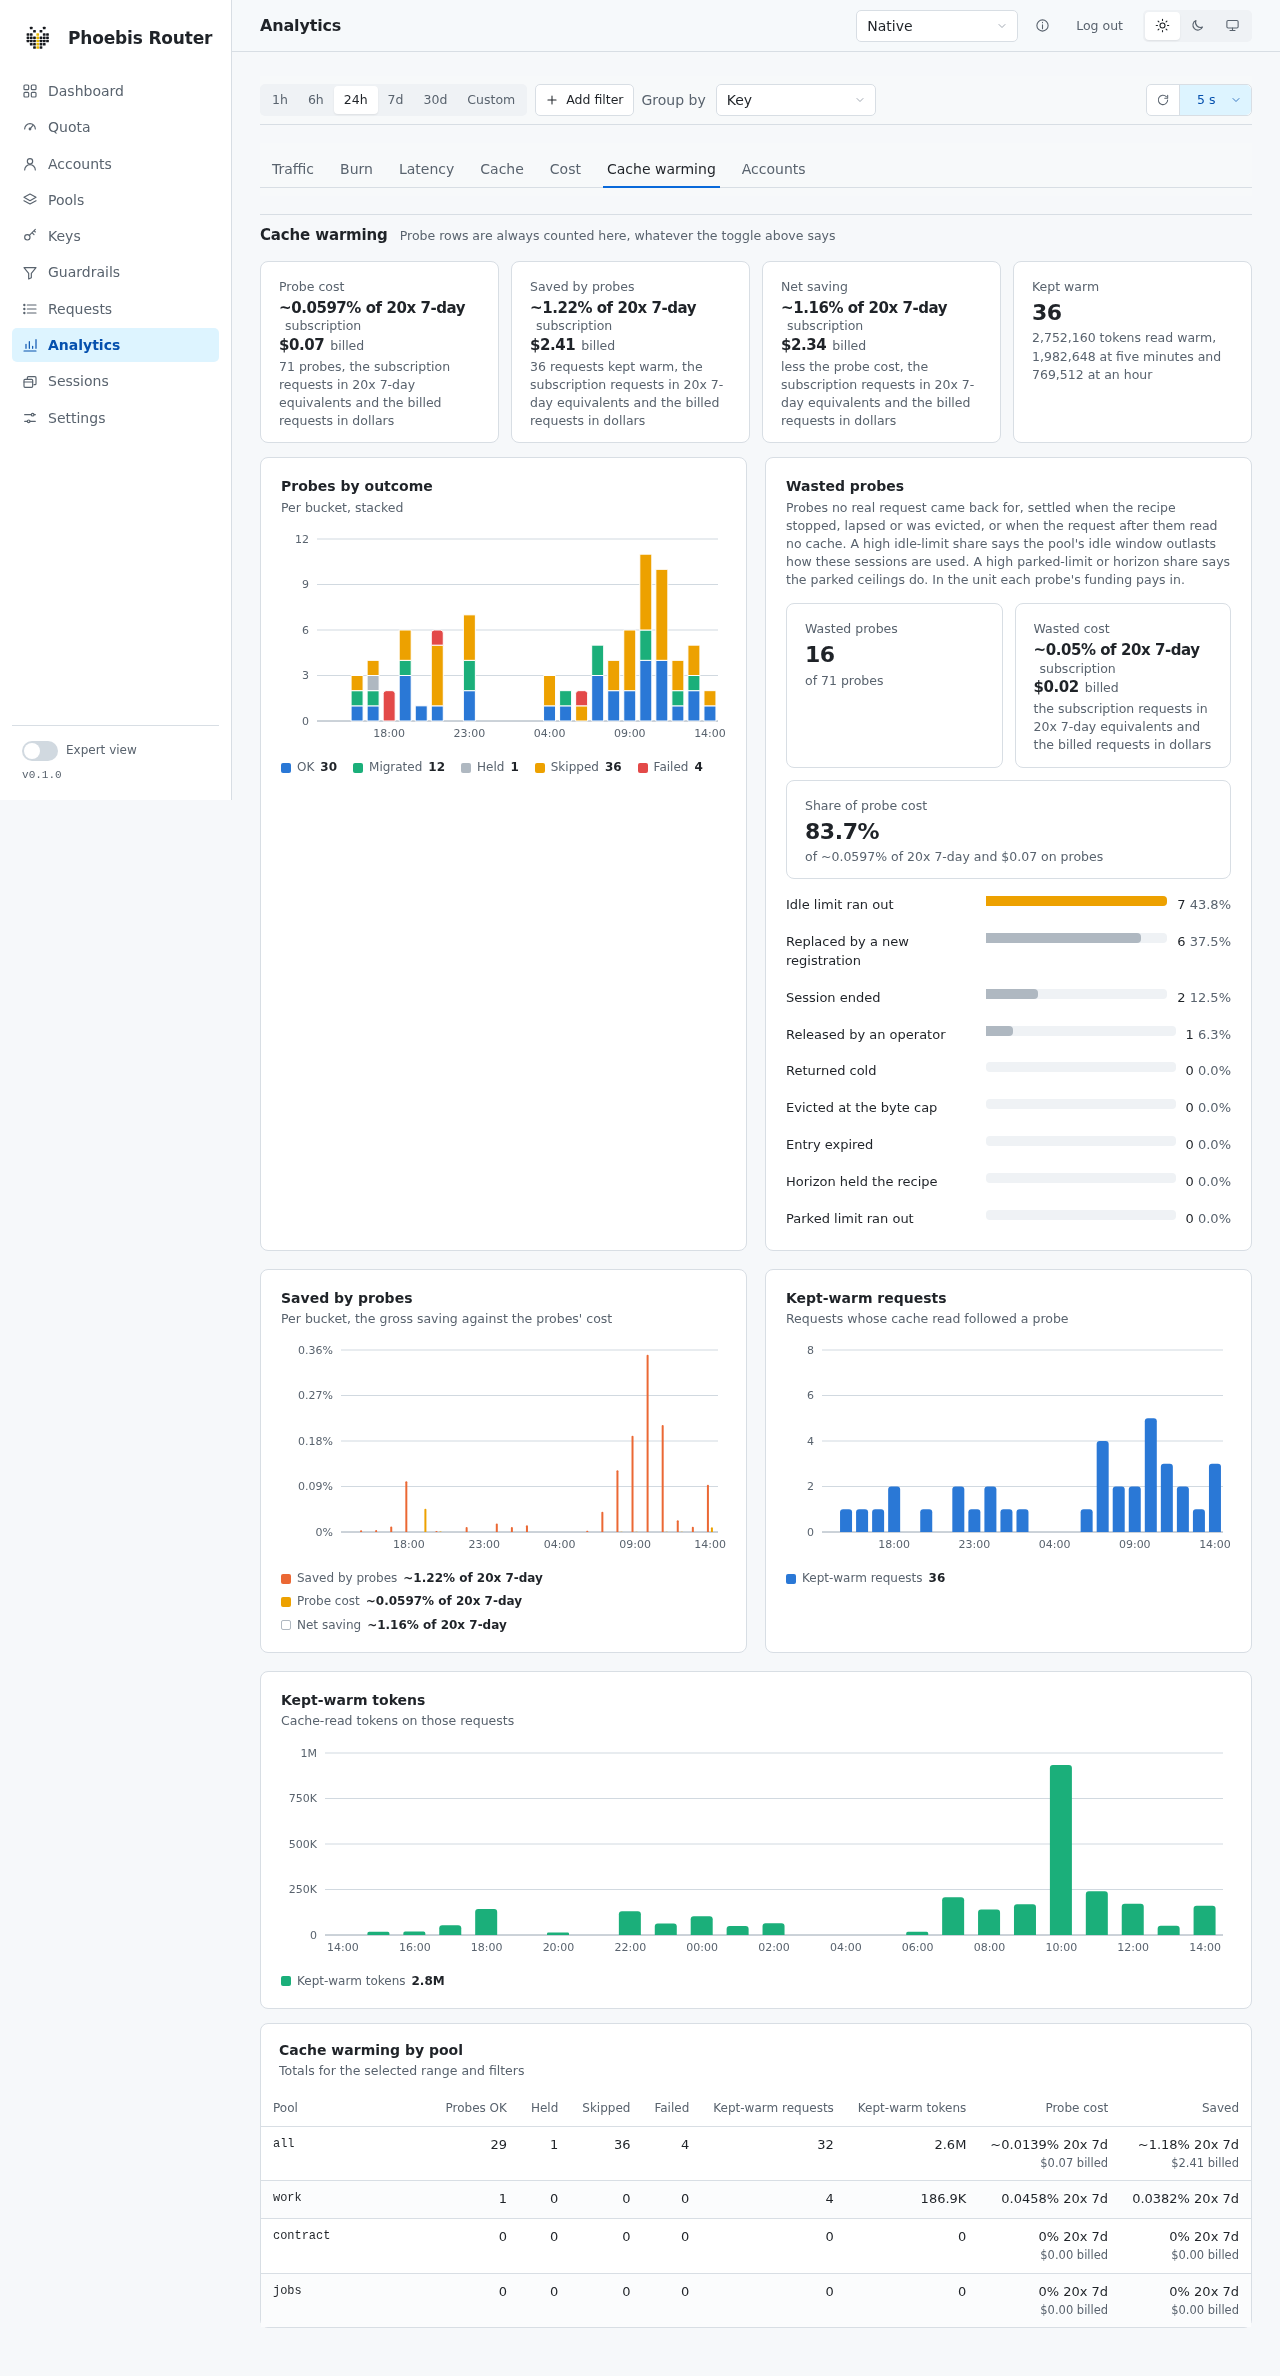 Phoebis Router
Dashboard
Quota
Accounts
Pools
Keys
Guardrails
Requests
Analytics
Sessions
Settings
Expert view
v0.1.0
Analytics
Native
Log out
1h 6h 24h 7d 30d Custom
Add filter
Group by
Key
5 s
Traffic Burn Latency Cache Cost Cache warming Accounts
Cache warming Probe rows are always counted here, whatever the toggle above says
Probe cost
~0.0597% of 20x 7-day
subscription
$0.07 billed
71 probes, the subscription
requests in 20x 7-day
equivalents and the billed
requests in dollars
Saved by probes
~1.22% of 20x 7-day
subscription
$2.41 billed
36 requests kept warm, the
subscription requests in 20x 7-
day equivalents and the billed
requests in dollars
Net saving
~1.16% of 20x 7-day
subscription
$2.34 billed
less the probe cost, the
subscription requests in 20x 7-
day equivalents and the billed
requests in dollars
Kept warm
36
2,752,160 tokens read warm,
1,982,648 at five minutes and
769,512 at an hour
Probes by outcome
Per bucket, stacked
12
9
6
3
0
18:00 23:00 04:00 09:00 14:00
OK 30 Migrated 12 Held 1 Skipped 36 Failed 4
Wasted probes
Probes no real request came back for, settled when the recipe
stopped, lapsed or was evicted, or when the request after them read
no cache. A high idle-limit share says the pool's idle window outlasts
how these sessions are used. A high parked-limit or horizon share says
the parked ceilings do. In the unit each probe's funding pays in.
Wasted probes
16
of 71 probes
Wasted cost
~0.05% of 20x 7-day
subscription
$0.02 billed
the subscription requests in
20x 7-day equivalents and
the billed requests in dollars
Share of probe cost
83.7%
of ~0.0597% of 20x 7-day and $0.07 on probes
Idle limit ran out 7 43.8%
Replaced by a new
registration
6 37.5%
Session ended 2 12.5%
Released by an operator 1 6.3%
Returned cold 0 0.0%
Evicted at the byte cap 0 0.0%
Entry expired 0 0.0%
Horizon held the recipe 0 0.0%
Parked limit ran out 0 0.0%
Saved by probes
Per bucket, the gross saving against the probes' cost
0.36%
0.27%
0.18%
0.09%
0%
18:00 23:00 04:00 09:00 14:00
Saved by probes ~1.22% of 20x 7-day
Probe cost ~0.0597% of 20x 7-day
Net saving ~1.16% of 20x 7-day
Kept-warm requests
Requests whose cache read followed a probe
8
6
4
2
0
18:00 23:00 04:00 09:00 14:00
Kept-warm requests 36
Kept-warm tokens
Cache-read tokens on those requests
1M
750K
500K
250K
0
14:00 16:00 18:00 20:00 22:00 00:00 02:00 04:00 06:00 08:00 10:00 12:00 14:00
Kept-warm tokens 2.8M
Cache warming by pool
Totals for the selected range and filters
Pool Probes OK Held Skipped Failed Kept-warm requests Kept-warm tokens Probe cost Saved
all 29 1 36 4 32 2.6M ~0.0139% 20x 7d ~1.18% 20x 7d
$0.07 billed $2.41 billed
work 1 0 0 0 4 186.9K 0.0458% 20x 7d 0.0382% 20x 7d
contract 0 0 0 0 0 0 0% 20x 7d 0% 20x 7d
$0.00 billed $0.00 billed
jobs 0 0 0 0 0 0 0% 20x 7d 0% 20x 7d
$0.00 billed $0.00 billed